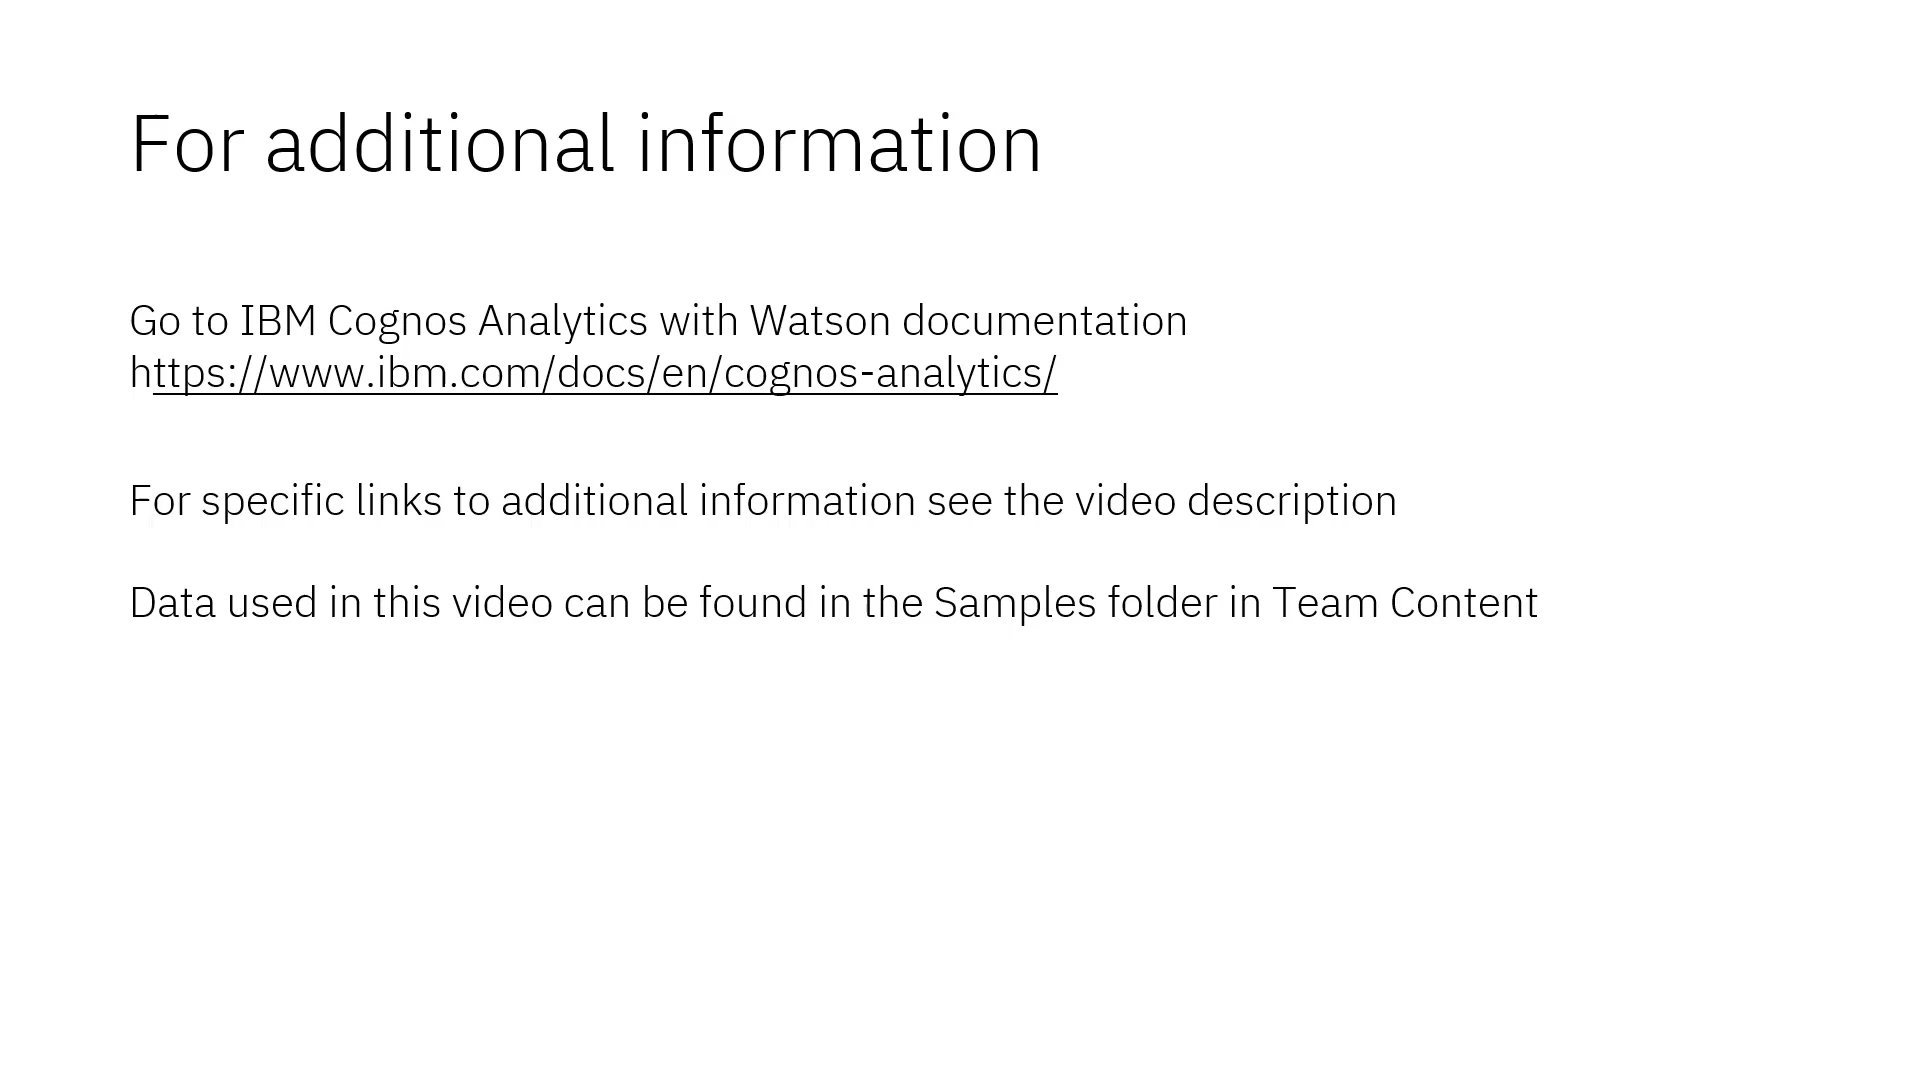 For additional information
Go to IBM Cognos Analytics with Watson documentation
https://www.ibm.com/docs/en/cognos-analytics/
For specific links to additional information see the video description
Data used in this video can be found in the Samples folder in Team Content